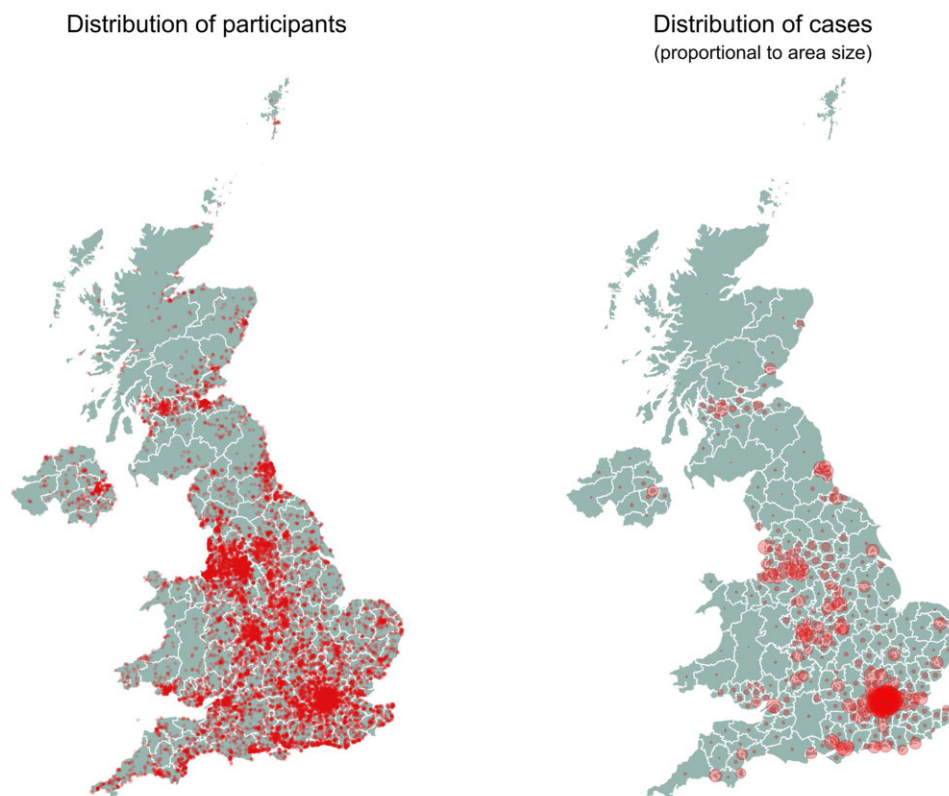 Distribution of participants
Distribution of cases
(proportional to area size)